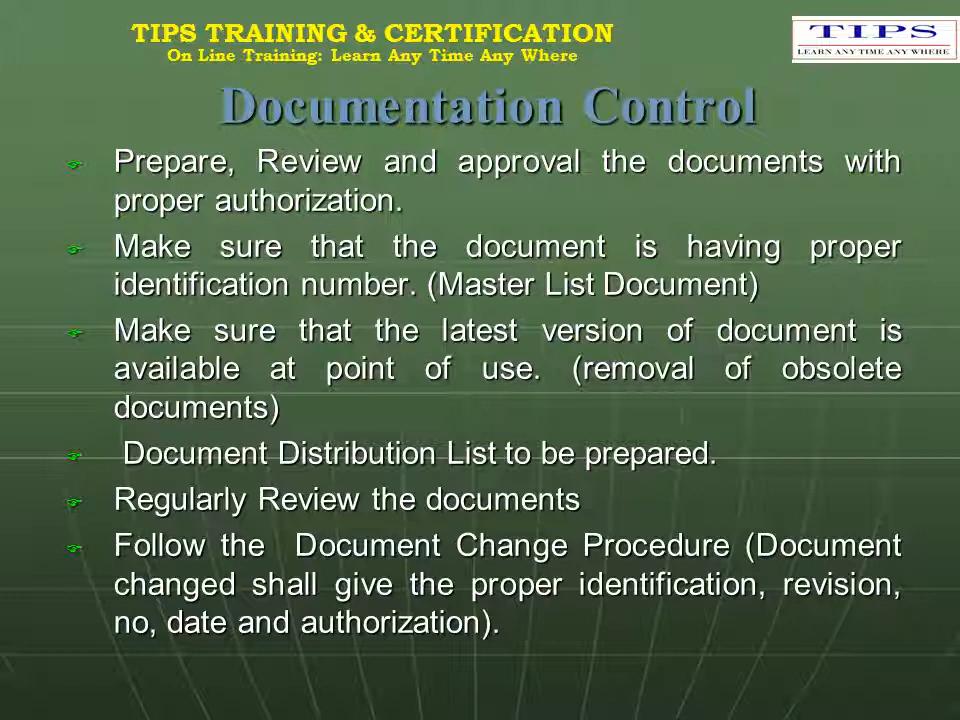 TIPS TRAINING & CERTIFICATION
On Line Training: Learn Any Time Any Where
TIPS
LEARN ANY TIME ANY WHERE
Documentation Control
Prepare, Review and approval the documents with
proper authorization.
Make sure that the document is having proper
identification number. (Master List Document)
Make sure that the latest version of document is
available at point of use. (removal of obsolete
documents)
Document Distribution List to be prepared.
Regularly Review the documents
Follow the Document Change Procedure (Document
changed shall give the proper identification, revision,
no, date and authorization).